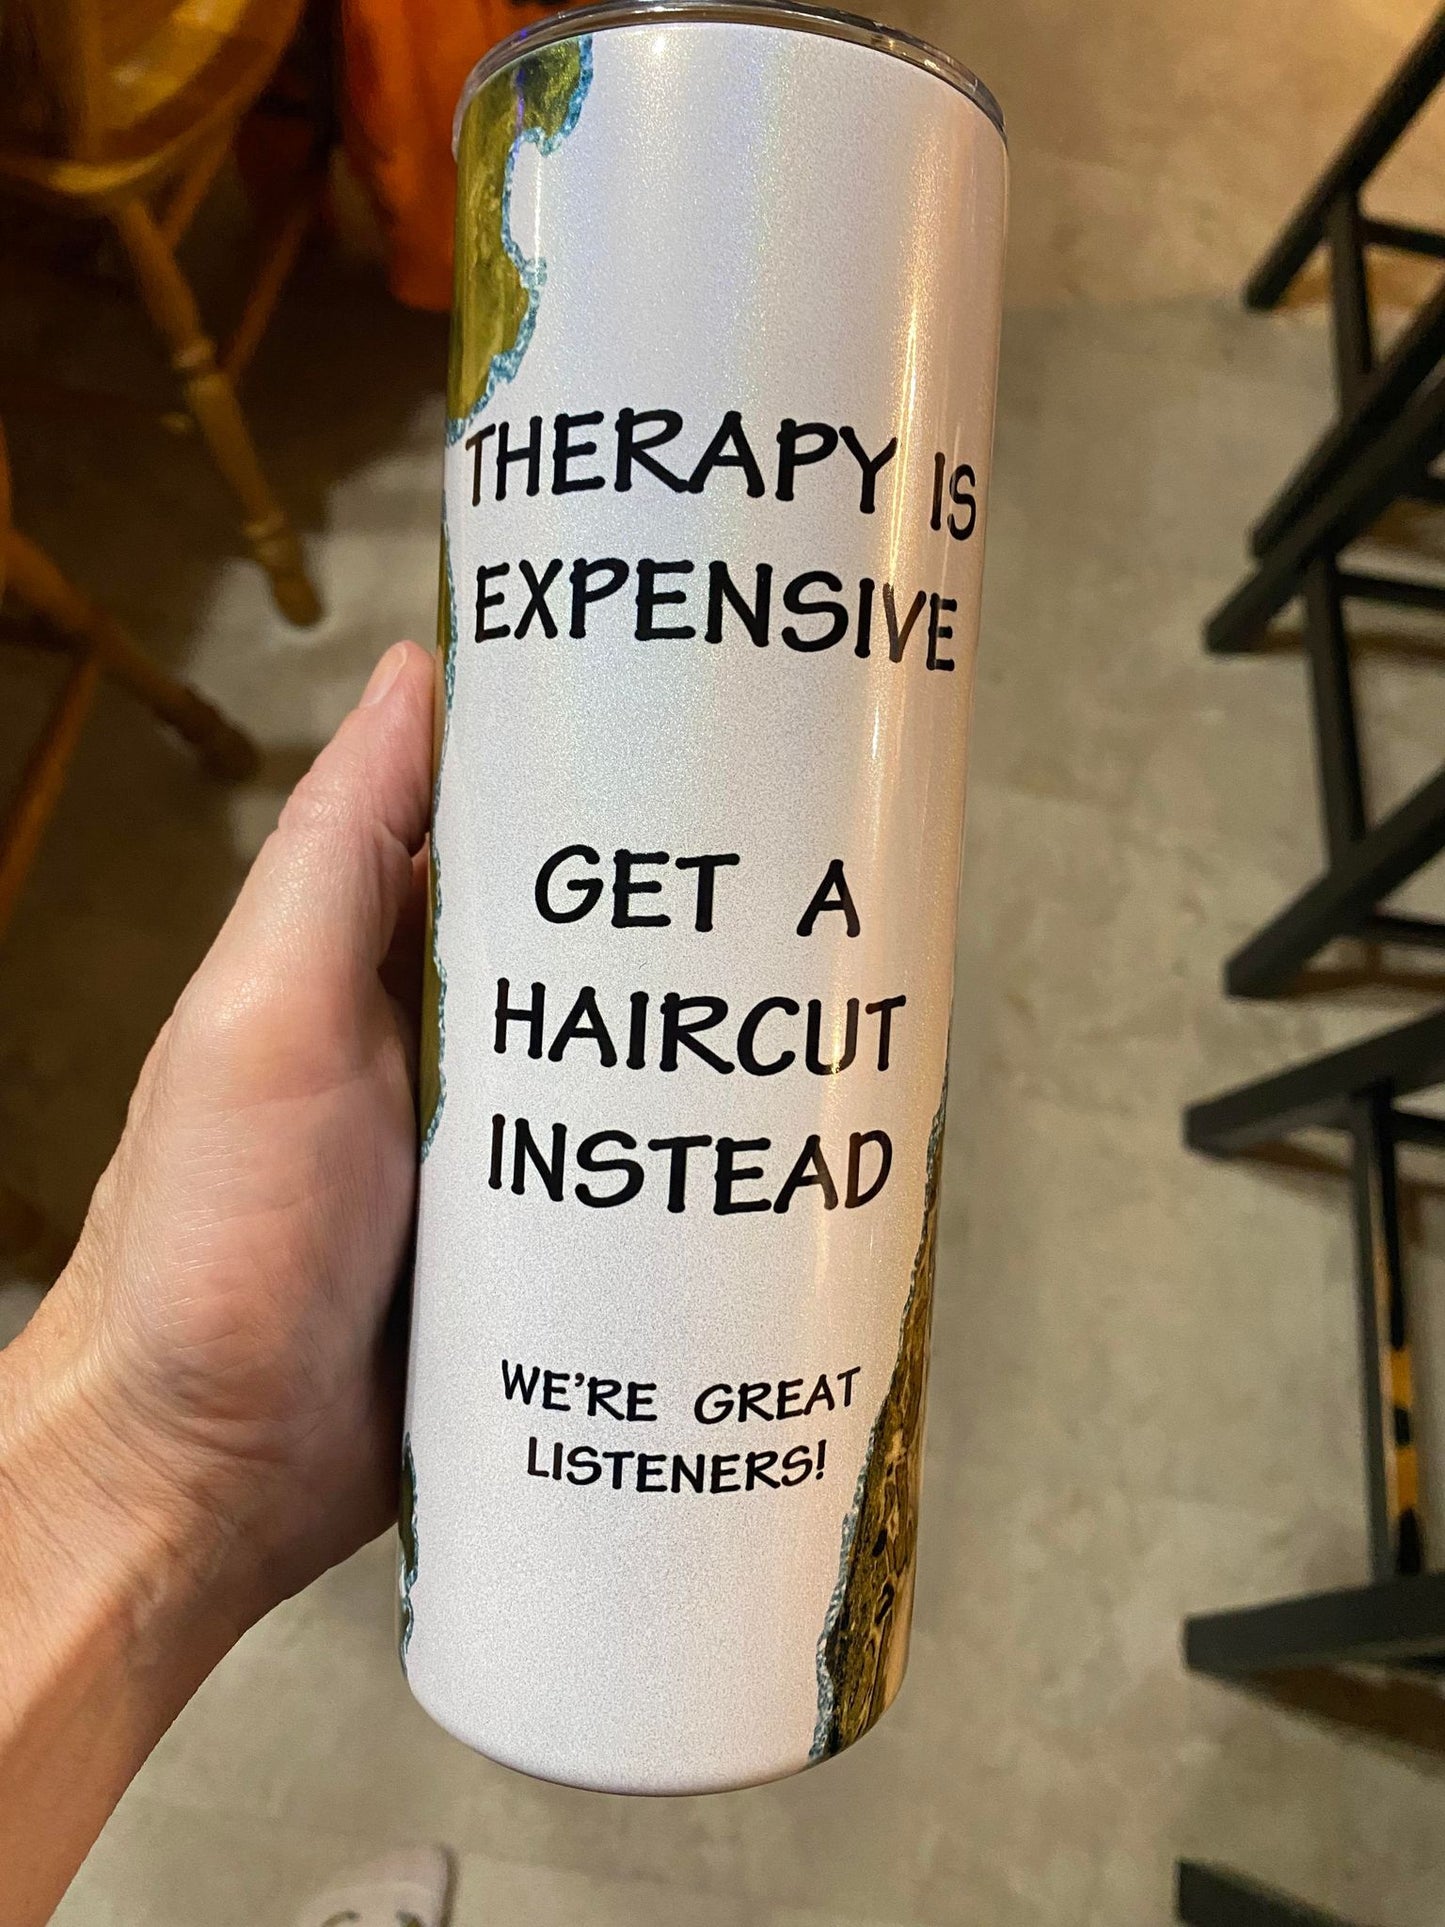 THERAPY IS
EXPENSIVE
GET A
HAIRCUT
INSTEAD
WE'RE GREAT
LISTENERS!